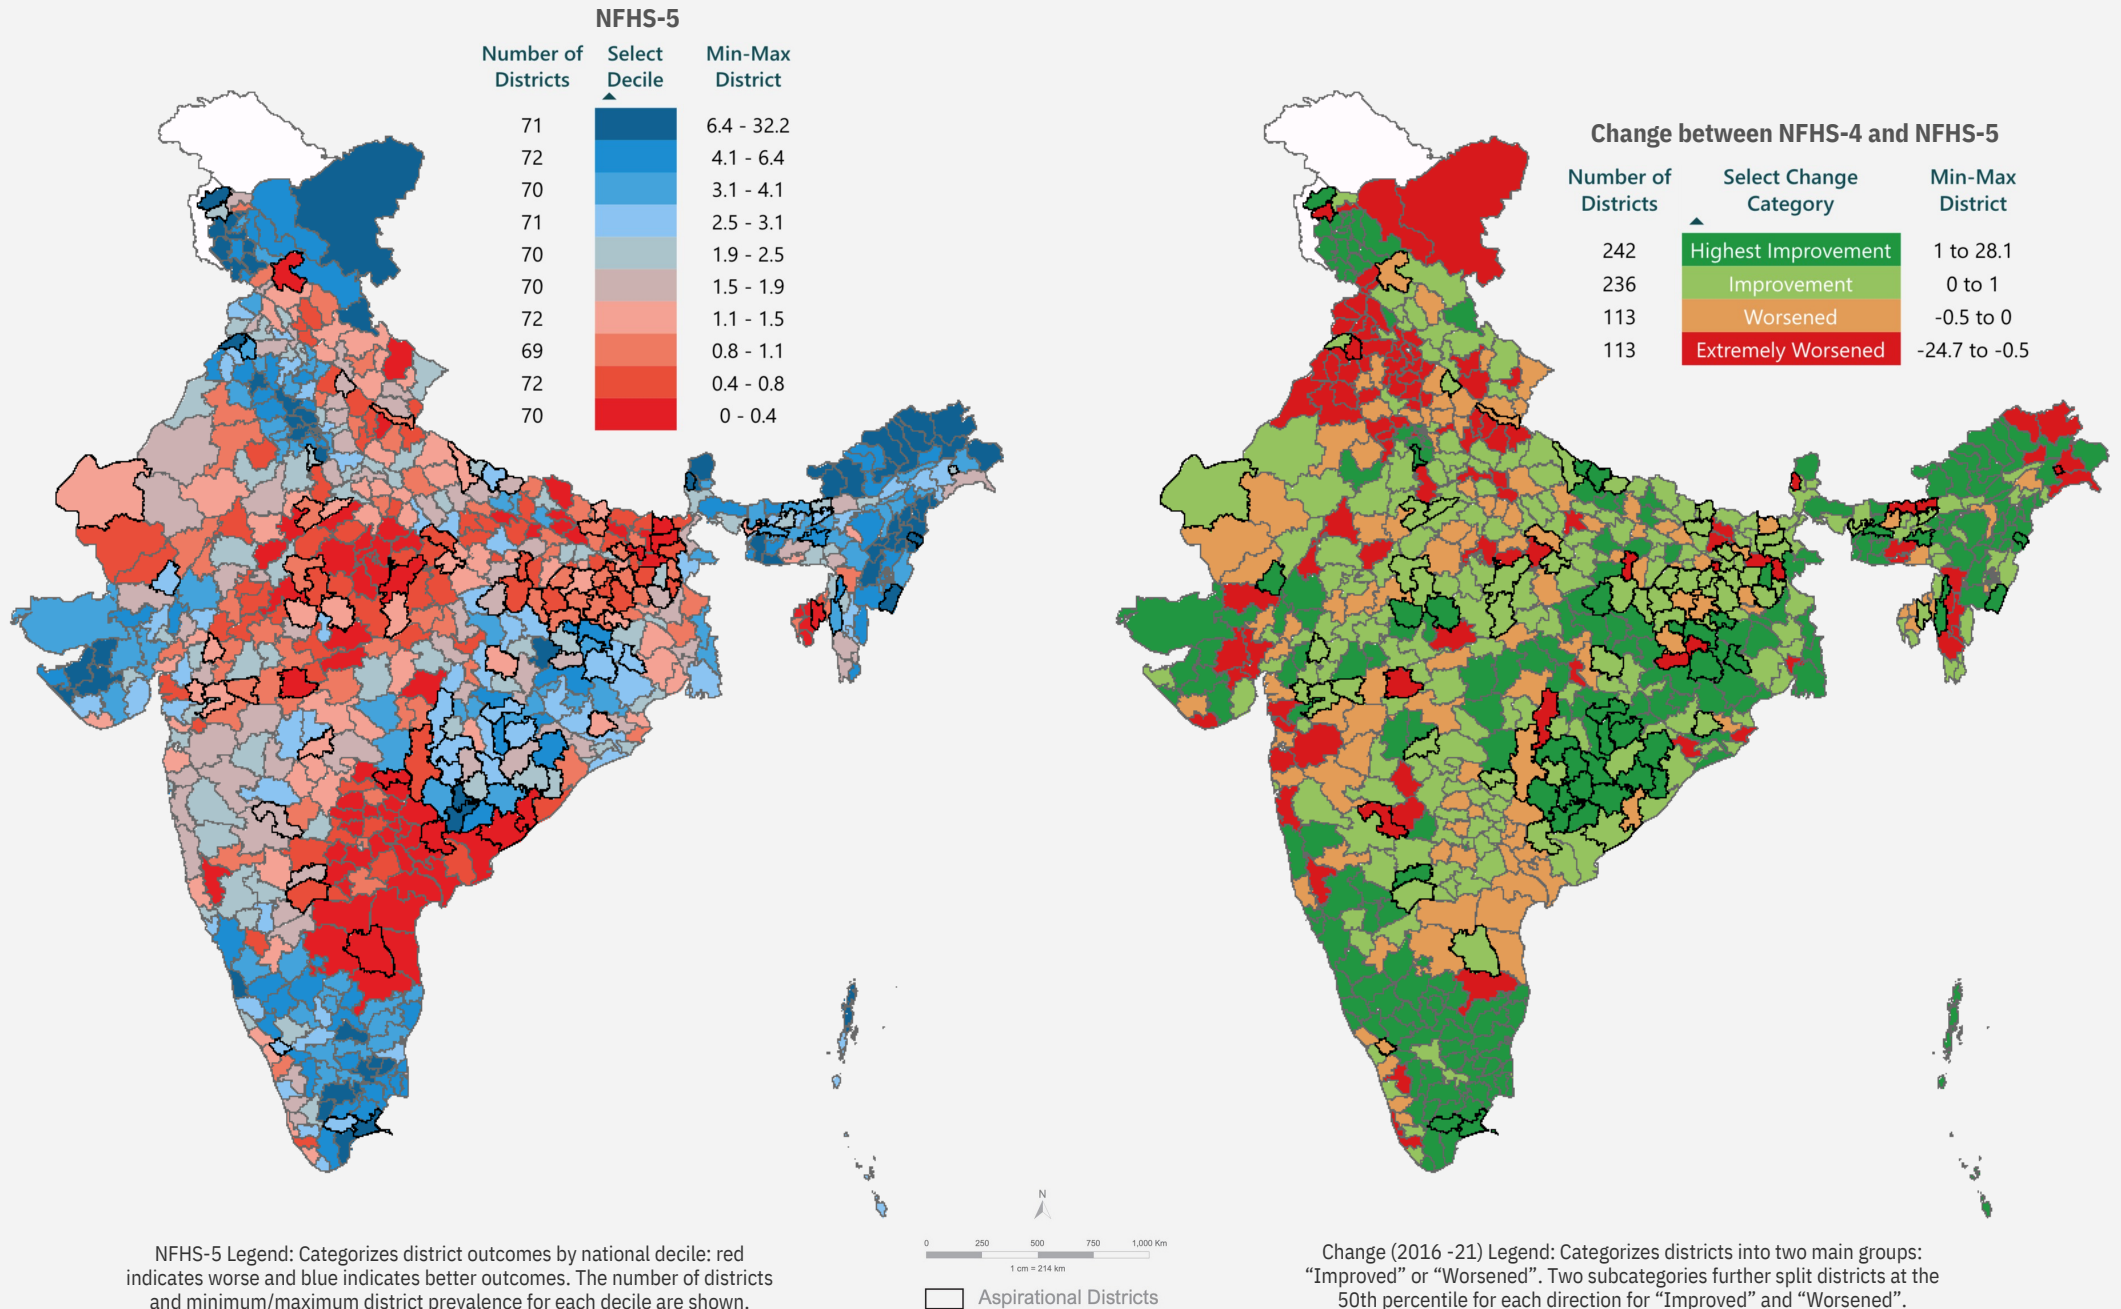 NFHS-5
Number of Districts Select Decile Min-Max District
71 6.4 - 32.2
72 4.1 - 6.4
70 3.1 - 4.1
71 2.5 - 3.1
70 1.9 - 2.5
70 1.5 - 1.9
72 1.1 - 1.5
69 0.8 - 1.1
72 0.4 - 0.8
70 0 - 0.4
Change between NFHS-4 and NFHS-5
Number of Districts Select Change Category Min-Max District
242 Highest Improvement 1 to 28.1
236 Improvement 0 to 1
113 Worsened -0.5 to 0
113 Extremely Worsened -24.7 to -0.5
NFHS-5 Legend: Categorizes district outcomes by national decile: red
indicates worse and blue indicates better outcomes. The number of districts
and minimum/maximum district prevalence for each decile are shown.
N
0 250 500 750 1,000 Km
1 cm = 214 km
Aspirational Districts
Change (2016 -21) Legend: Categorizes districts into two main groups:
“Improved” or “Worsened”. Two subcategories further split districts at the
50th percentile for each direction for “Improved” and “Worsened”.